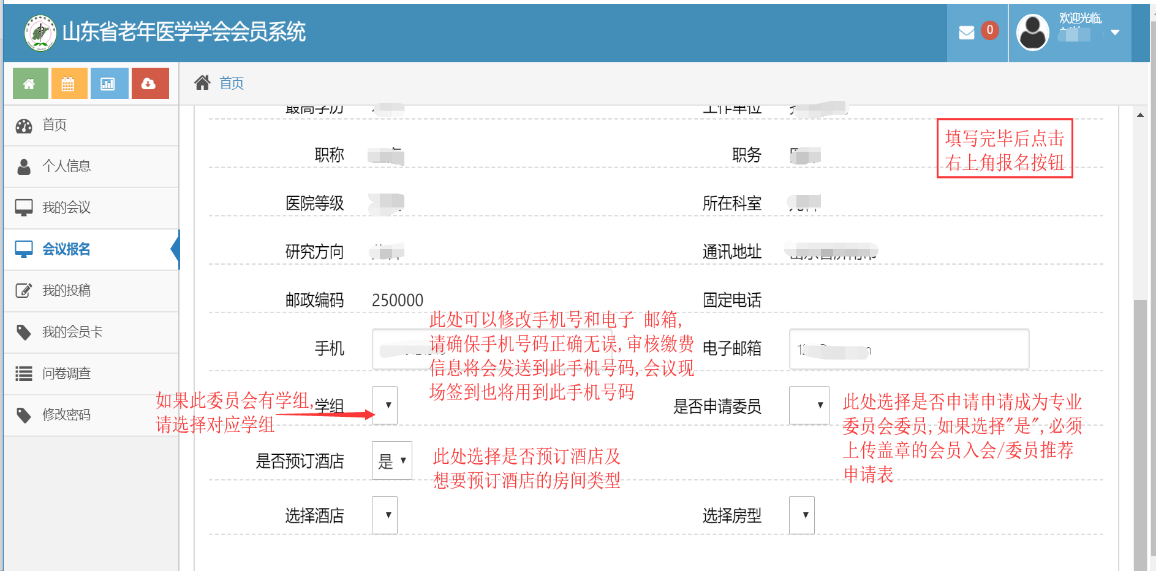 山东省老年医学学会会员系统
0
欢迎光临,
首页
首页
个人信息
我的会议
会议报名
我的投稿
我的会员卡
问卷调查
修改密码
最高学历
工作单位
填写完毕后点击
右上角报名按钮
职称
职务
医院等级
所在科室
研究方向
通讯地址
邮政编码 250000
固定电话
此处可以修改手机号和电子 邮箱,
请确保手机号码正确无误,审核缴费
信息将会发送到此手机号码,会议现
场签到也将用到此手机号码
手机
电子邮箱
如果此委员会有学组,
请选择对应学组
学组
是否申请委员
此处选择是否申请申请成为专业
委员会委员,如果选择"是",必须
上传盖章的会员入会/委员推荐
申请表
是否预订酒店 是
此处选择是否预订酒店及
想要预订酒店的房间类型
选择酒店
选择房型